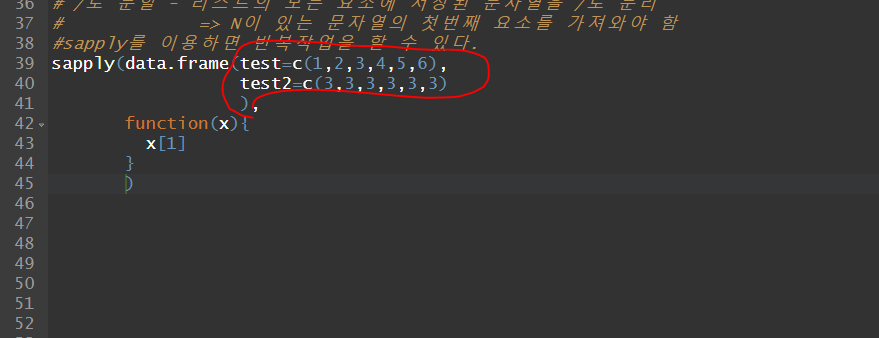 36 # /로 분할 - 리스트의 모든 요소에 저장된 문자열을 /로 분리
37 #             => N이 있는 문자열의 첫번째 요소를 가져와야 함
38 #sapply를 이용하면 반복작업을 할 수 있다.
39 sapply(data.frame(test=c(1,2,3,4,5,6),
40                   test2=c(3,3,3,3,3,3)
41                   ),
42        function(x){
43          x[1]
44        }
45        )
46
47
48
49
50
51
52